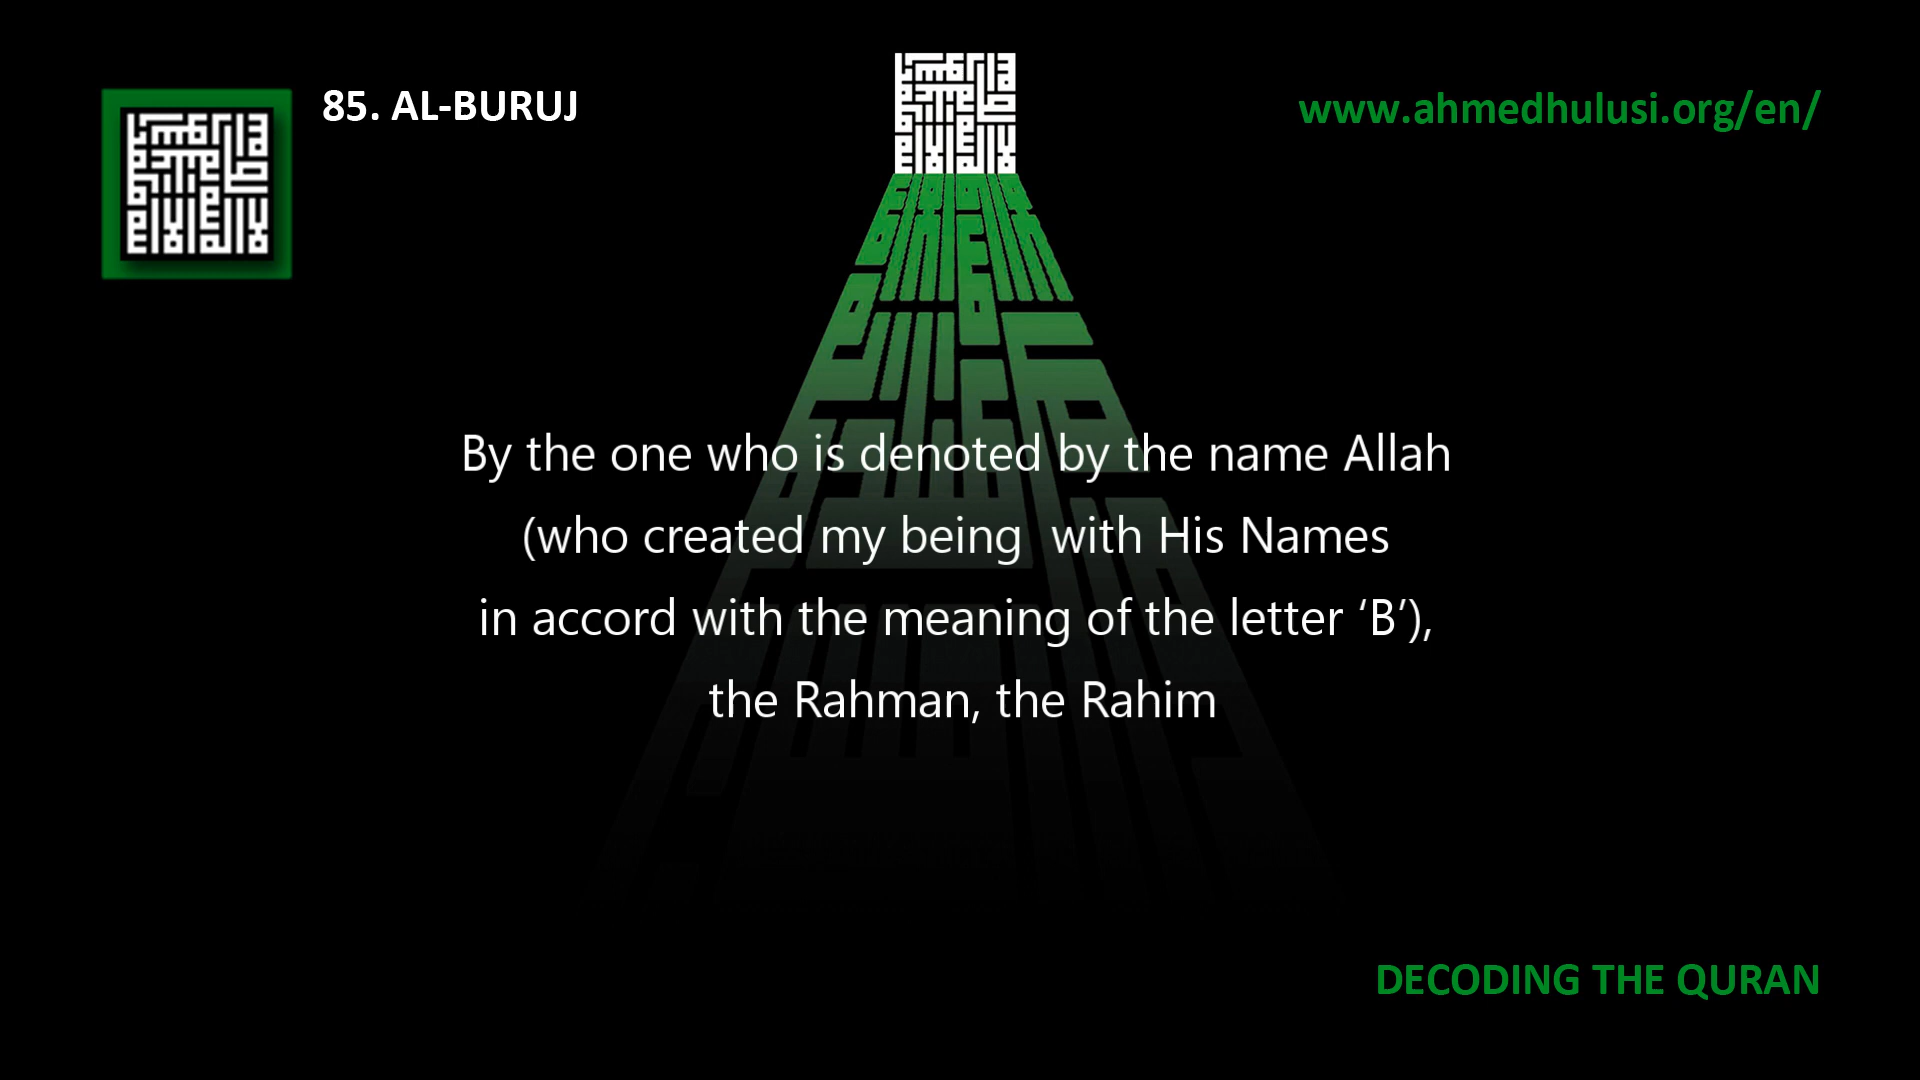 85. AL-BURUJ
www.ahmedhulusi.org/en/
By the one who is denoted by the name Allah
(who created my being  with His Names
in accord with the meaning of the letter ‘B’),
the Rahman, the Rahim
DECODING THE QURAN